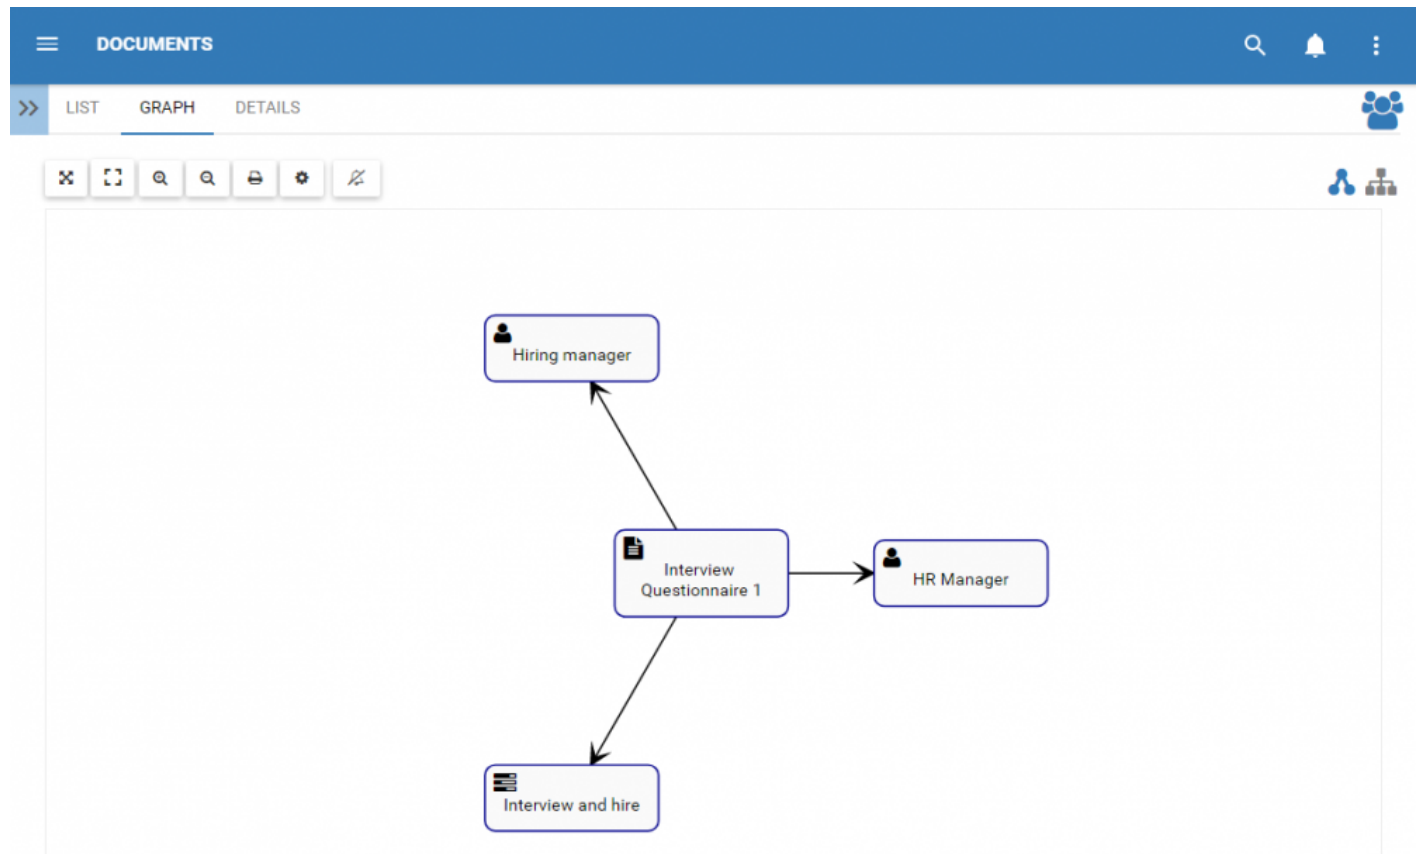 DOCUMENTS
LIST
GRAPH
DETAILS
Hiring manager
Interview
Questionnaire 1
HR Manager
Interview and hire